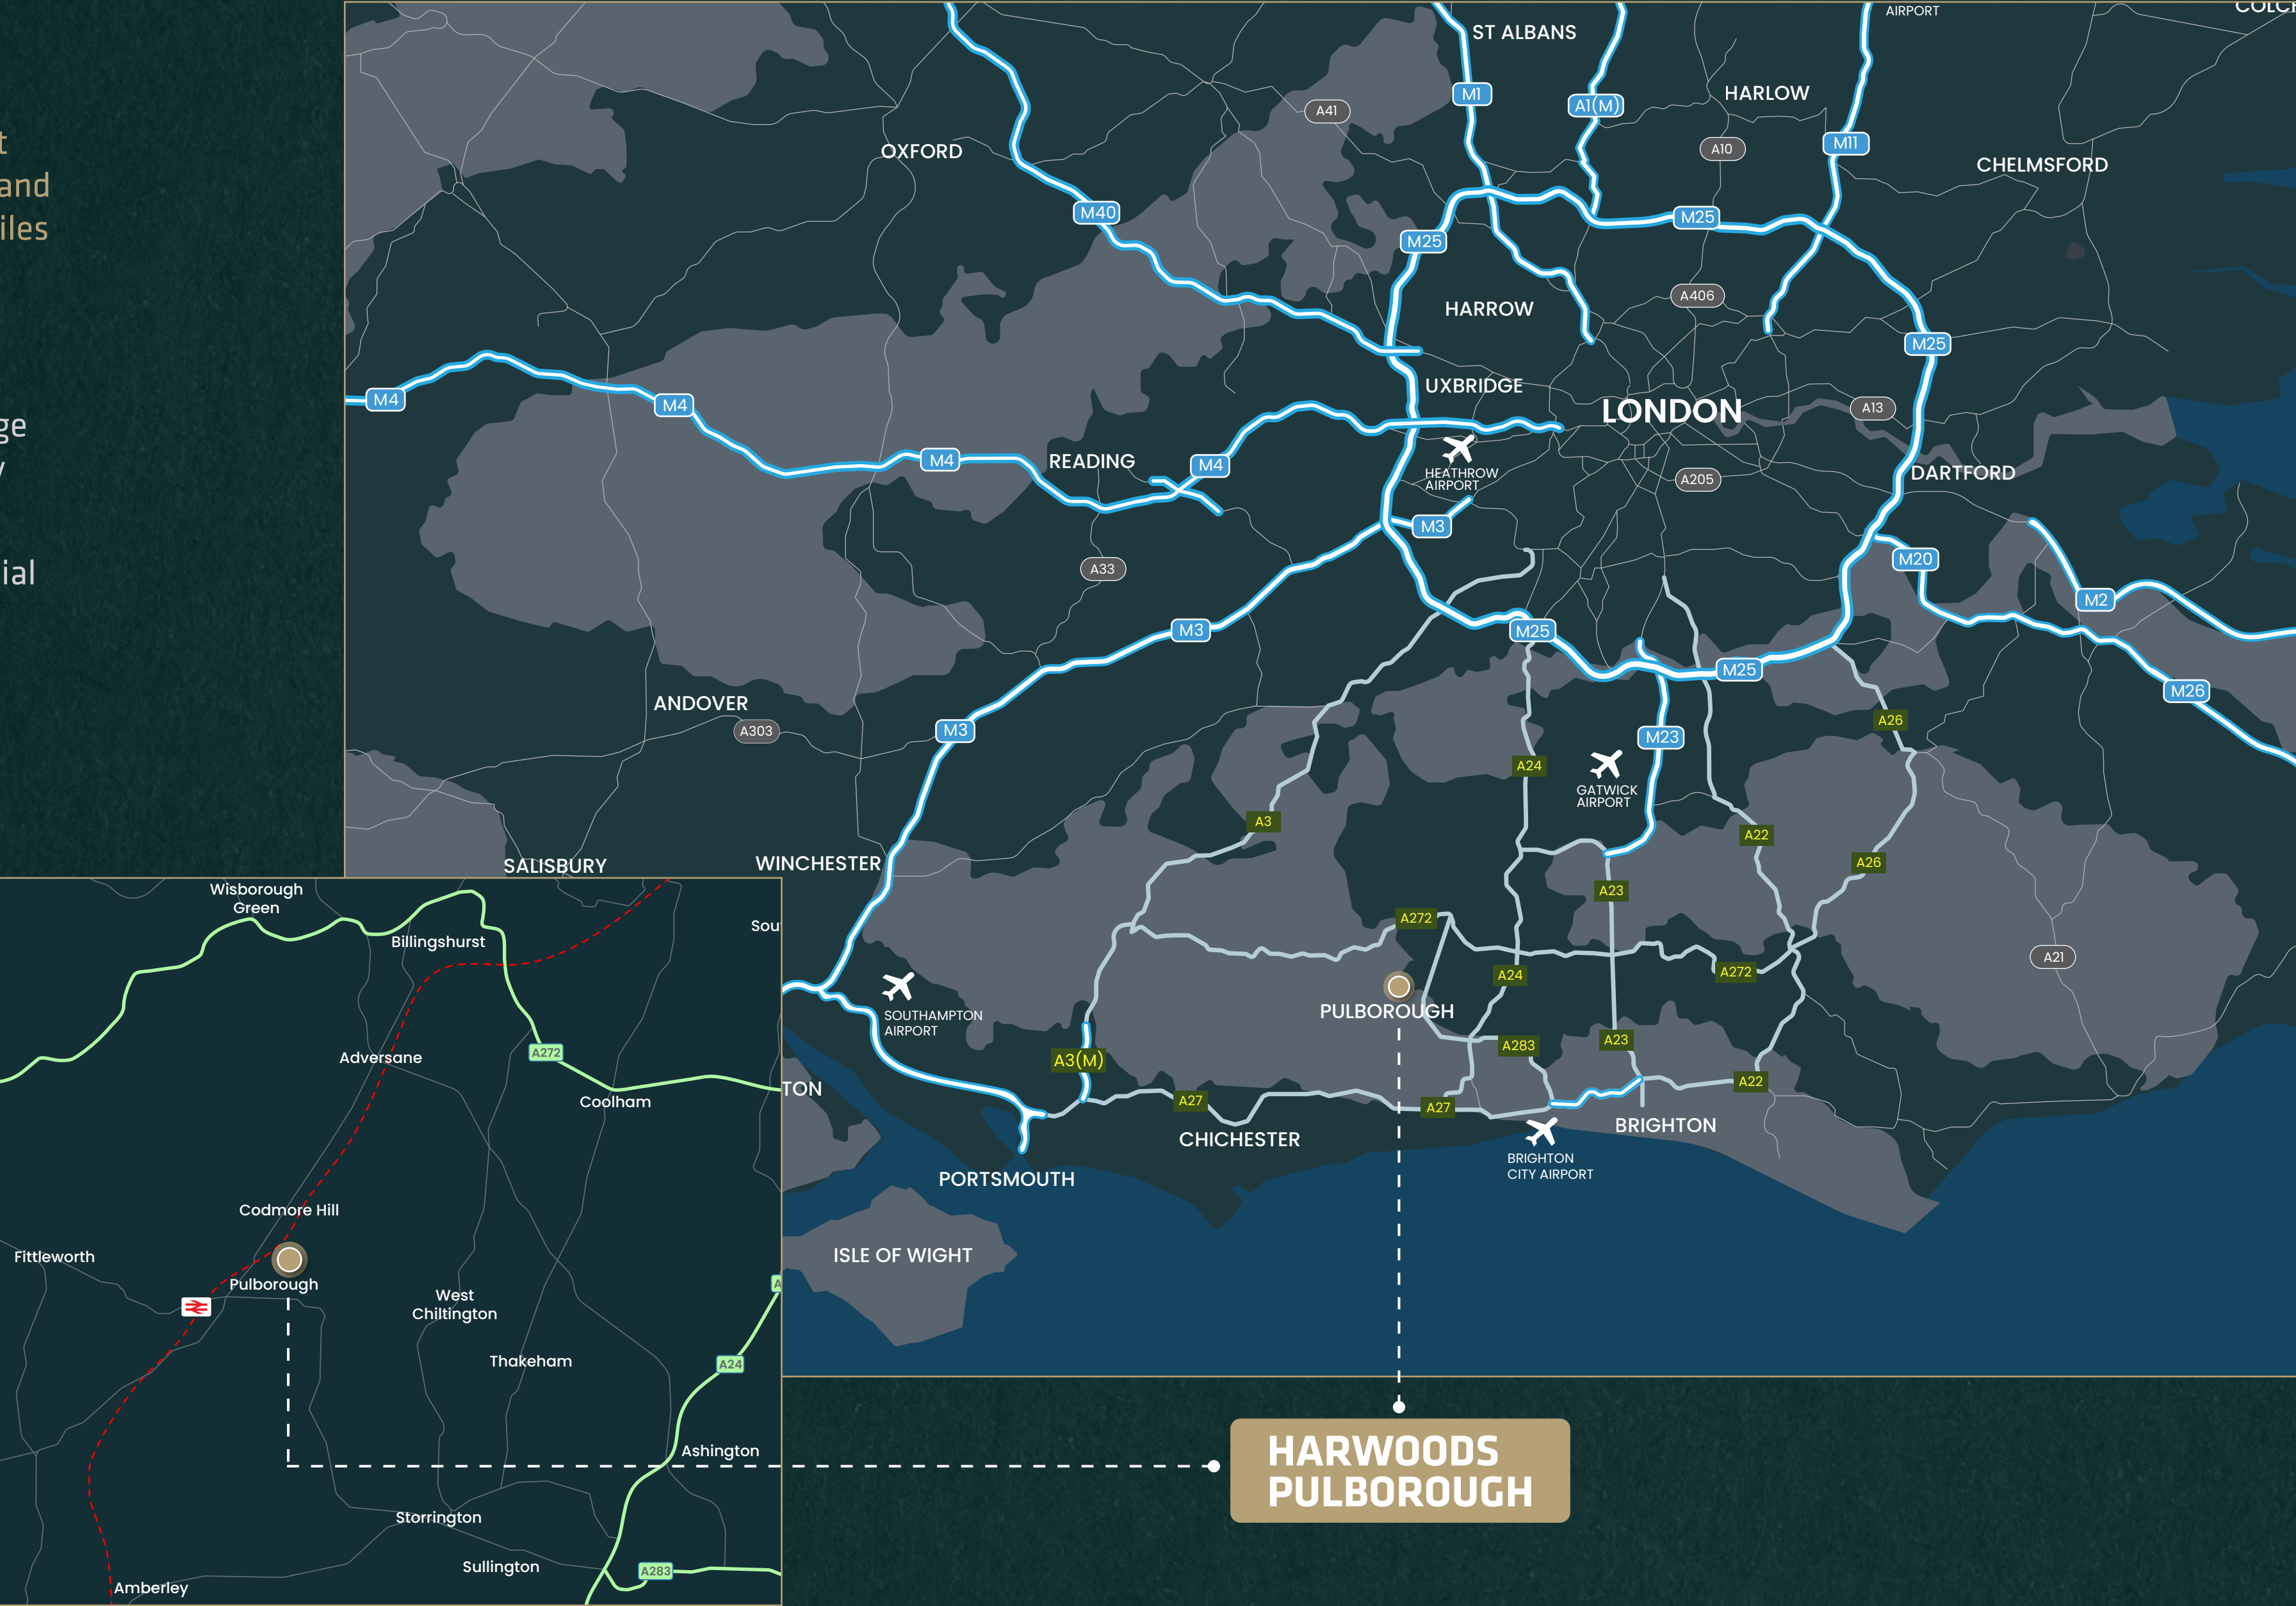 and
AIRPORT
ST ALBANS
M1
A1(M)
HARLOW
A41
M11
A10
OXFORD
CHELMSFORD
M40
M25
M25
A406
HARROW
M25
UXBRIDGE
M4
M4
LONDON
A13
M4
READING
M4
HEATHROW
AIRPORT
A205
DARTFORD
M3
A33
M20
M2
M3
M25
M25
M26
ANDOVER
A303
M3
A26
M23
A24
GATWICK
AIRPORT
A3
A22
SALISBURY
WINCHESTER
A26
A23
A272
A24
A272
A21
SOUTHAMPTON
AIRPORT
PULBOROUGH
A3(M)
A283
A23
A22
TON
A27
A27
CHICHESTER
BRIGHTON
PORTSMOUTH
BRIGHTON
CITY AIRPORT
ISLE OF WIGHT
Wisborough
Green
Billingshurst
Adversane
A272
Coolham
Codmore Hill
Fittleworth
Pulborough
West
Chiltington
Thakeham
A24
Ashington
Storrington
Sullington
A283
Amberley
HARWOODS
PULBOROUGH